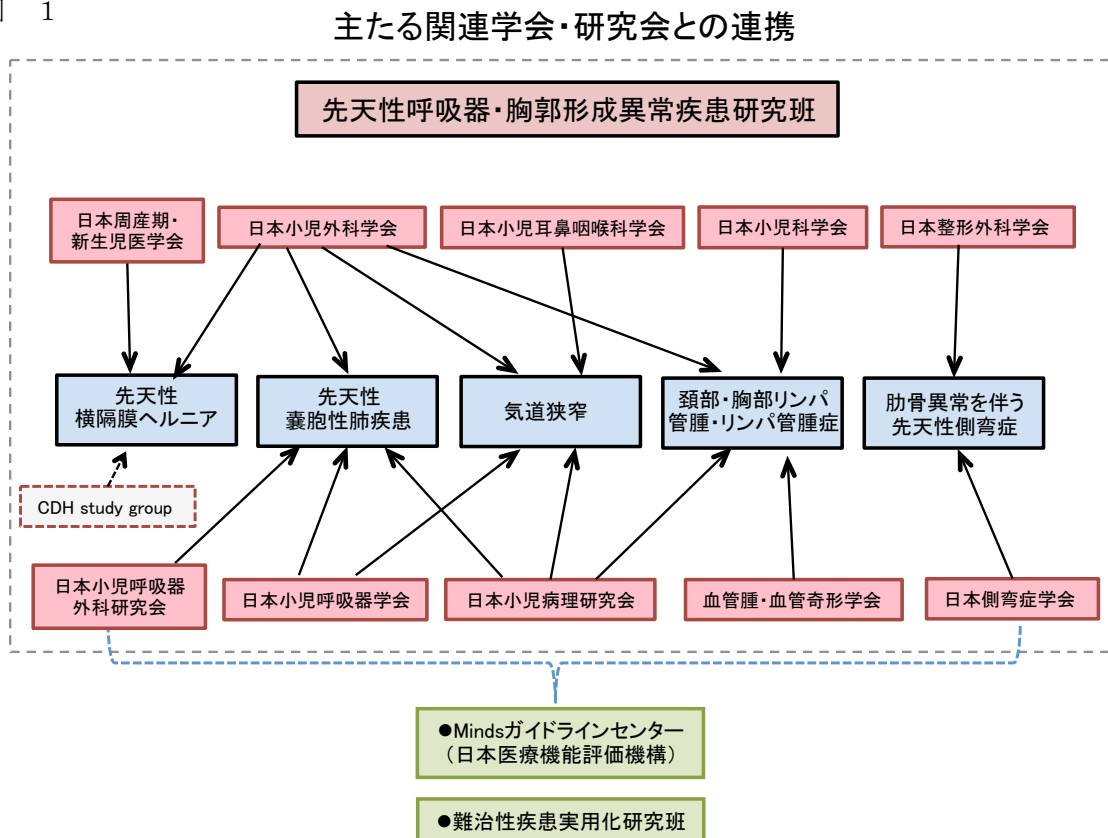 1
主たる関連学会・研究会との連携
先天性呼吸器・胸郭形成異常疾患研究班
日本周産期・
新生児医学会
日本小児外科学会
日本小児耳鼻咽喉科学会
日本小児科学会
日本整形外科学会
先天性
横隔膜ヘルニア
先天性
嚢胞性肺疾患
気道狭窄
頚部・胸部リンパ
管腫・リンパ管腫症
肋骨異常を伴う
先天性側弯症
CDH study group
日本小児呼吸器
外科研究会
日本小児呼吸器学会
日本小児病理研究会
血管腫・血管奇形学会
日本側弯症学会
●Mindsガイドラインセンター
（日本医療機能評価機構）
●難治性疾患実用化研究班